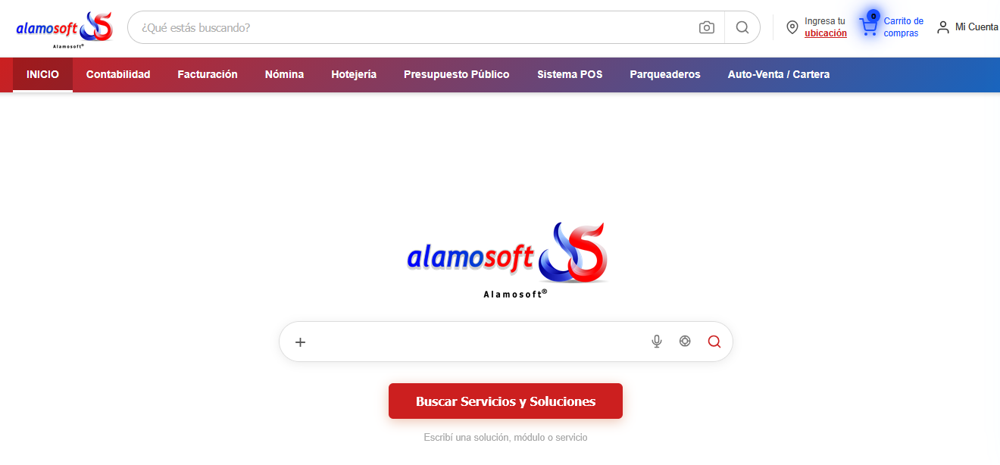 alamosoft
Alamosoft®
¿Qué estás buscando?
Ingresa tu
ubicación
0
Carrito de
compras
Mi Cuenta
INICIO
Contabilidad
Facturación
Nómina
Hotejería
Presupuesto Público
Sistema POS
Parqueaderos
Auto-Venta / Cartera
alamosoft
Alamosoft®
Buscar Servicios y Soluciones
Escribí una solución, módulo o servicio